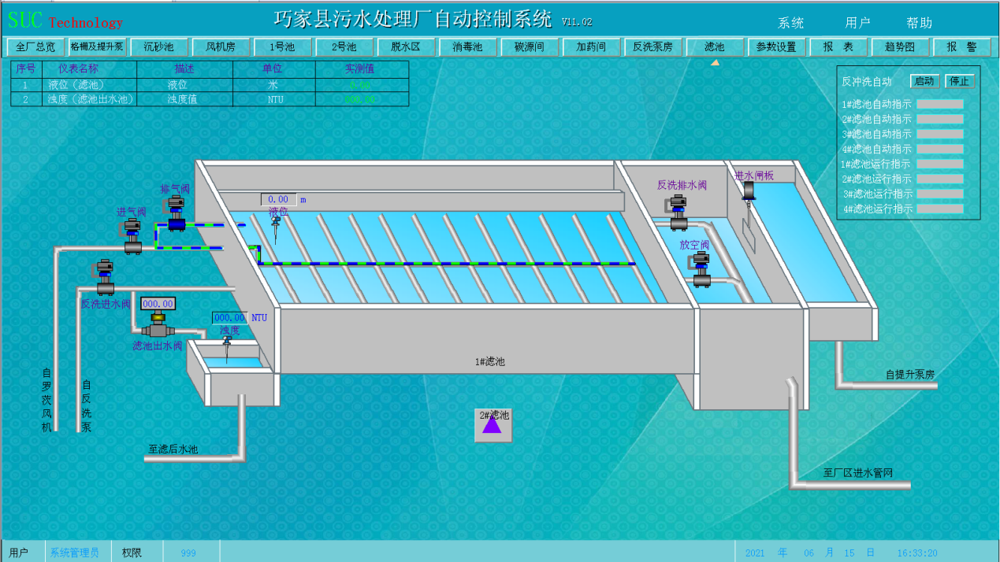 SUC Technology
巧家县污水处理厂自动控制系统 V11.02
系统 用户 帮助
全厂总览 格栅及提升泵 沉砂池 风机房 1号池 2号池 脱水区 消毒池 碳源间 加药间 反洗泵房 滤池 参数设置 报 表 趋势图 报 警
序号 仪表名称 描述 单位 实测值
1 液位（滤池） 液位 米 0.00
2 浊度（滤池出水池） 浊度值 NTU 000.00
反冲洗自动 启动 停止
1#滤池自动指示
2#滤池自动指示
3#滤池自动指示
4#滤池自动指示
1#滤池运行指示
2#滤池运行指示
3#滤池运行指示
4#滤池运行指示
进水闸板
反洗排水阀
排气阀
0.00 m
液位
进气阀
放空阀
反洗进水阀
000.00
000.00 NTU
浊度
滤池出水阀
1#滤池
自罗茨风机
自反洗泵
自提升泵房
2#滤池
至滤后水池
至厂区进水管网
用户 系统管理员 权限 999 2021 年 06 月 15 日 16:33:20